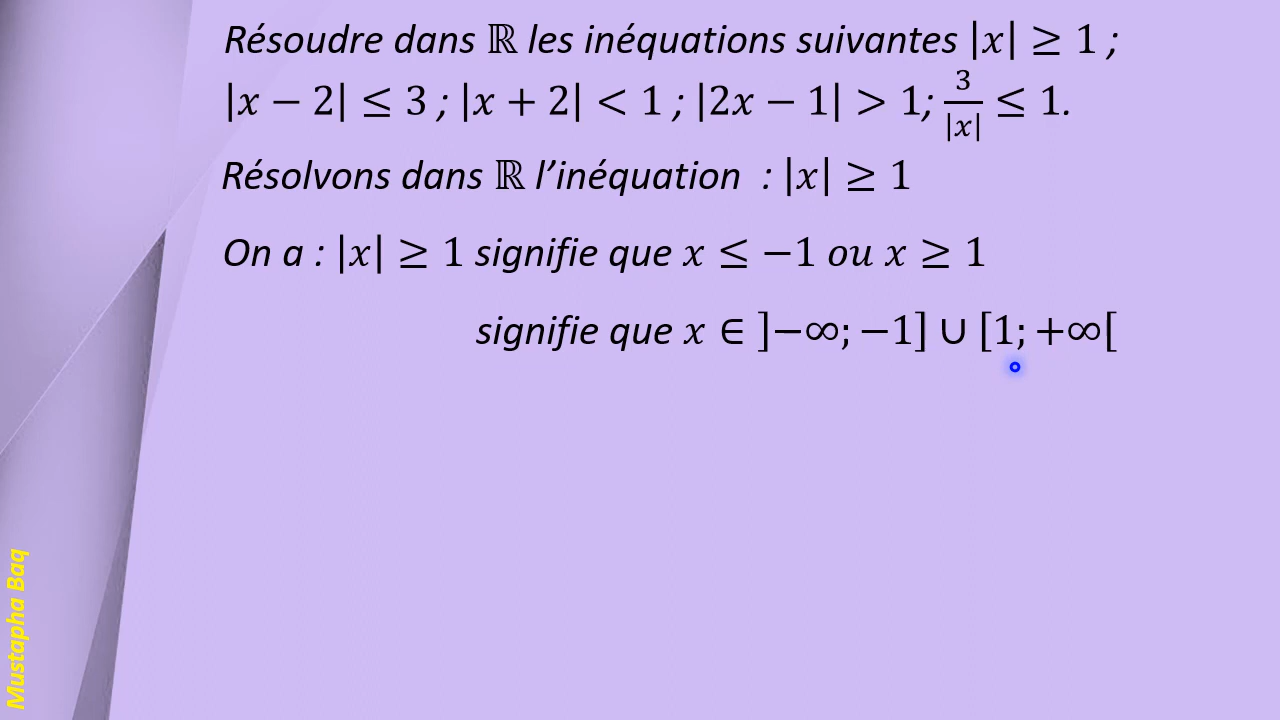 Résoudre dans ℝ les inéquations suivantes |x| ≥ 1 ;
|x − 2| ≤ 3 ; |x + 2| < 1 ; |2x − 1| > 1; 3/|x| ≤ 1.
Résolvons dans ℝ l’inéquation : |x| ≥ 1
On a : |x| ≥ 1 signifie que x ≤ −1 ou x ≥ 1
signifie que x ∈ ]−∞; −1] ∪ [1; +∞[
Mustapha Baq